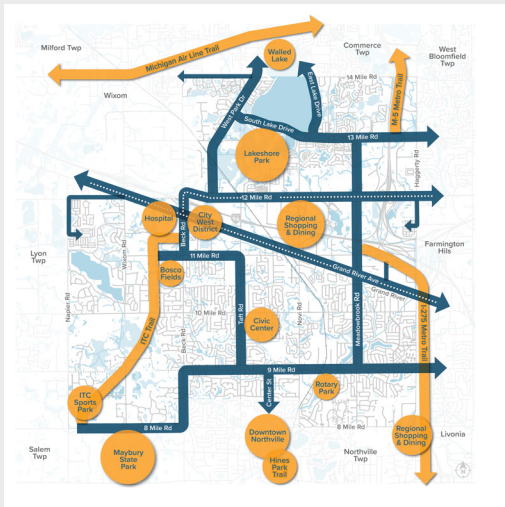 Milford Twp
Michigan Air Line Trail
Walled
Lake
Commerce
Twp
West
Bloomfield
Twp
Wixom
West Park Dr
East Lake Drive
14 Mile Rd
M-5 Metro Trail
South Lake Drive
13 Mile Rd
Lakeshore
Park
Haggerty Rd
12 Mile Rd
Hospital
City
West
District
Beck Rd
Regional
Shopping
& Dining
Lyon
Twp
Wixom Rd
Farmington
Hills
11 Mile Rd
Grand River Ave
Grand River
Bosco
Fields
Napier Rd
ITC Trail
10 Mile Rd
Beck Rd
Taft Rd
Civic
Center
Novi Rd
Meadowbrook Rd
I-275 Metro Trail
9 Mile Rd
Center St
Rotary
Park
ITC
Sports
Park
8 Mile Rd
8 Mile Rd
Downtown
Northville
Regional
Shopping
& Dining
Livonia
Salem
Twp
Maybury
State
Park
Hines
Park
Trail
Northville
Twp
N